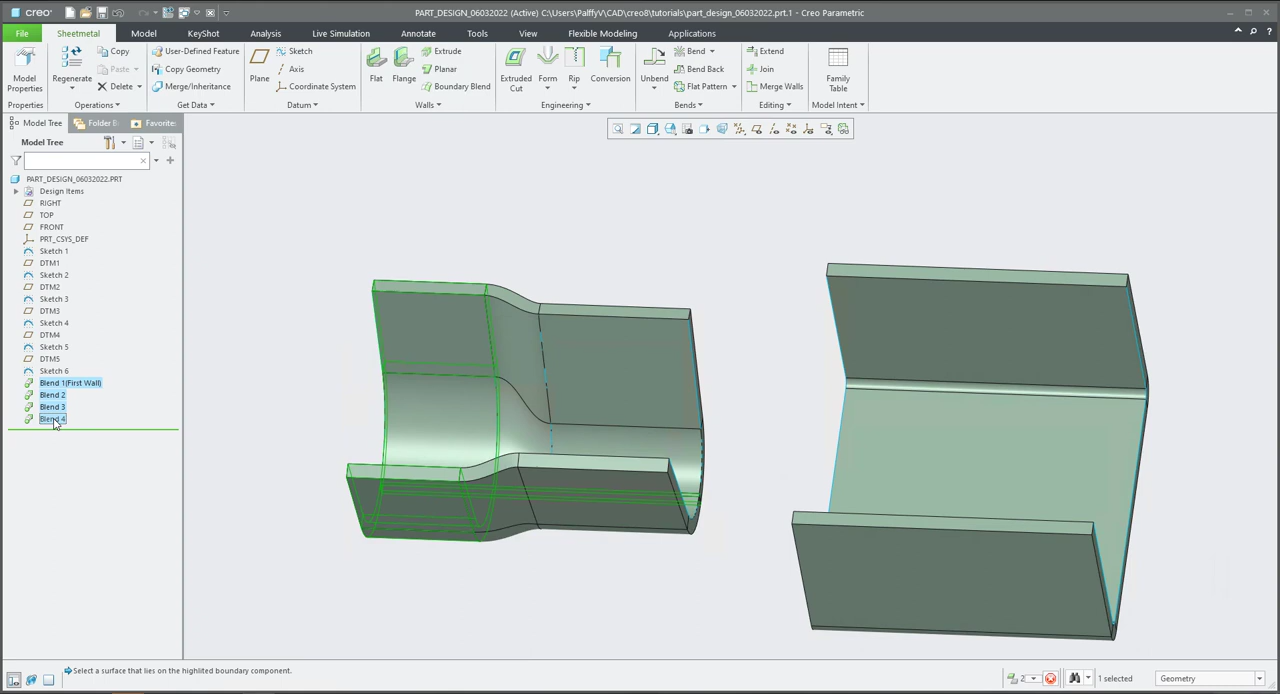 creo PART_DESIGN_06032022 (Active) C:\Users\PalffyV\CAD\creo8\tutorials\part_design_06032022.prt.1 - Creo Parametric
File Sheetmetal Model KeyShot Analysis Live Simulation Annotate Tools View Flexible Modeling Applications
Model Properties
Regenerate
Copy
Paste
Delete
User-Defined Feature
Copy Geometry
Merge/Inheritance
Plane
Sketch
Axis
Coordinate System
Flat
Flange
Extrude
Planar
Boundary Blend
Extruded Cut
Form
Rip
Conversion
Unbend
Bend
Bend Back
Flat Pattern
Extend
Join
Merge Walls
Family Table
Properties Operations Get Data Datum Walls Engineering Bends Editing Model Intent
Model Tree Folder B Favorite
Model Tree
PART_DESIGN_06032022.PRT
Design Items
RIGHT
TOP
FRONT
PRT_CSYS_DEF
Sketch 1
DTM1
Sketch 2
DTM2
Sketch 3
DTM3
Sketch 4
DTM4
Sketch 5
DTM5
Sketch 6
Blend 1(First Wall)
Blend 2
Blend 3
Blend 4
Select a surface that lies on the highlited boundary component.
2 1 selected Geometry